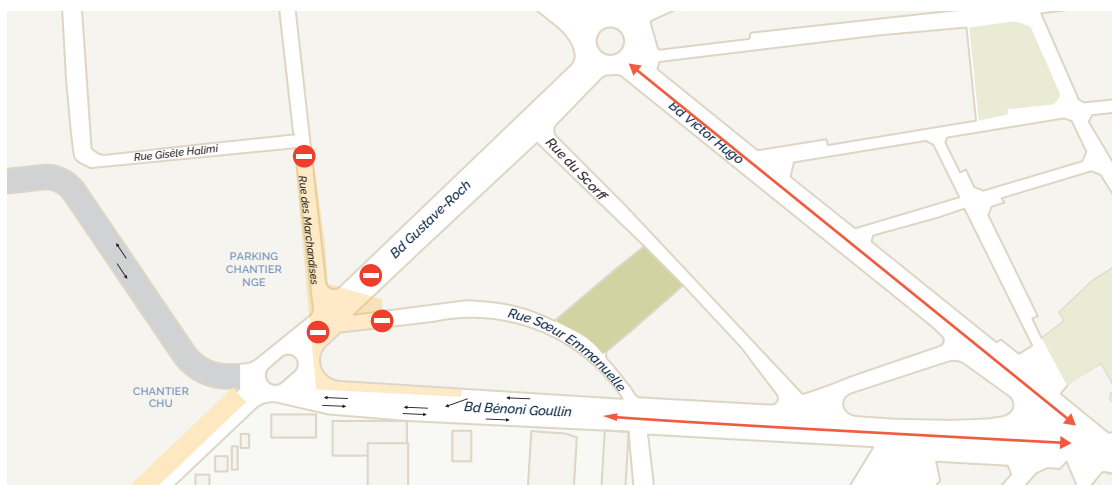 Bd Victor Hugo
Rue Gisèle Halimi
Rue du Scorff
Rue des Marchandises
Bd Gustave-Roch
PARKING
CHANTIER
NGE
Rue Sœur Emmanuelle
CHANTIER
CHU
Bd Bénoni Goullin